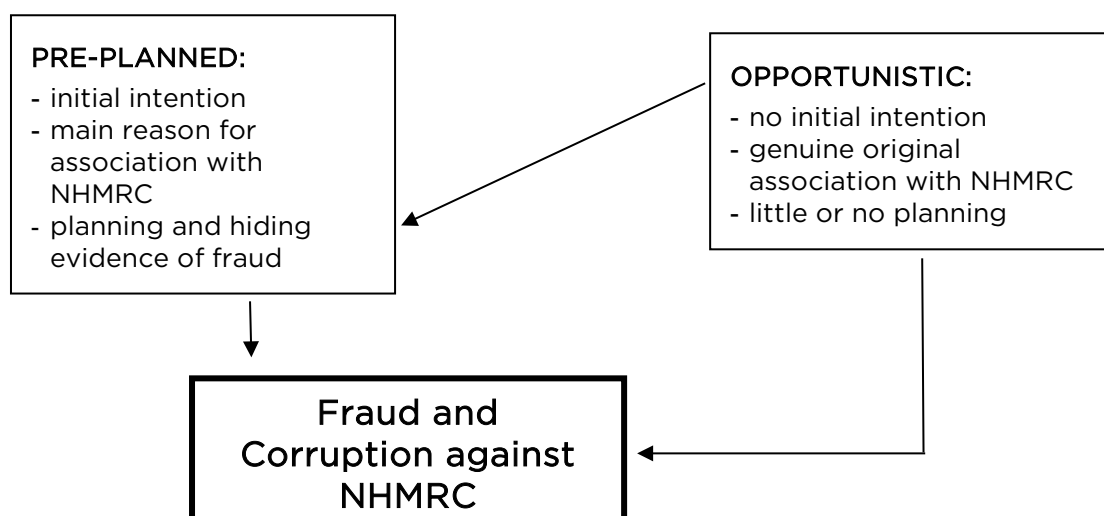 PRE-PLANNED:
- initial intention
- main reason for
association with
NHMRC
- planning and hiding
evidence of fraud
OPPORTUNISTIC:
- no initial intention
- genuine original
association with NHMRC
- little or no planning
Fraud and
Corruption against
NHMRC